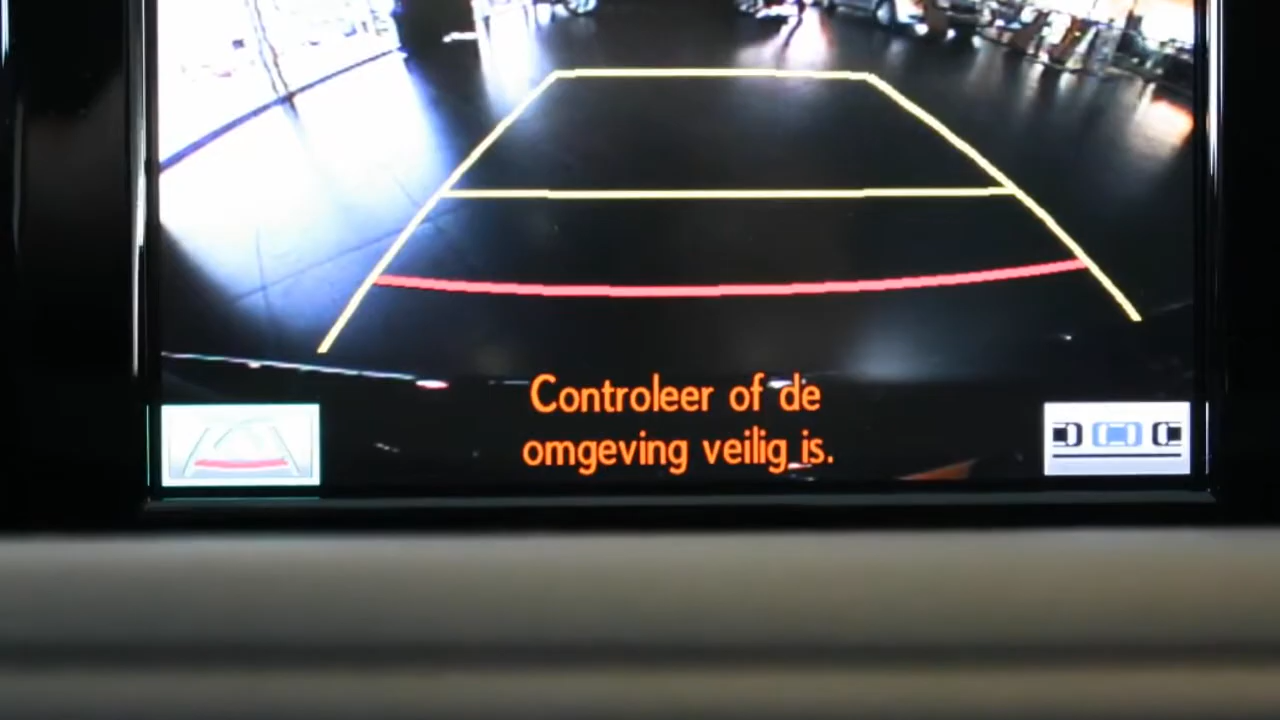 Controleer of de
omgeving veilig is.